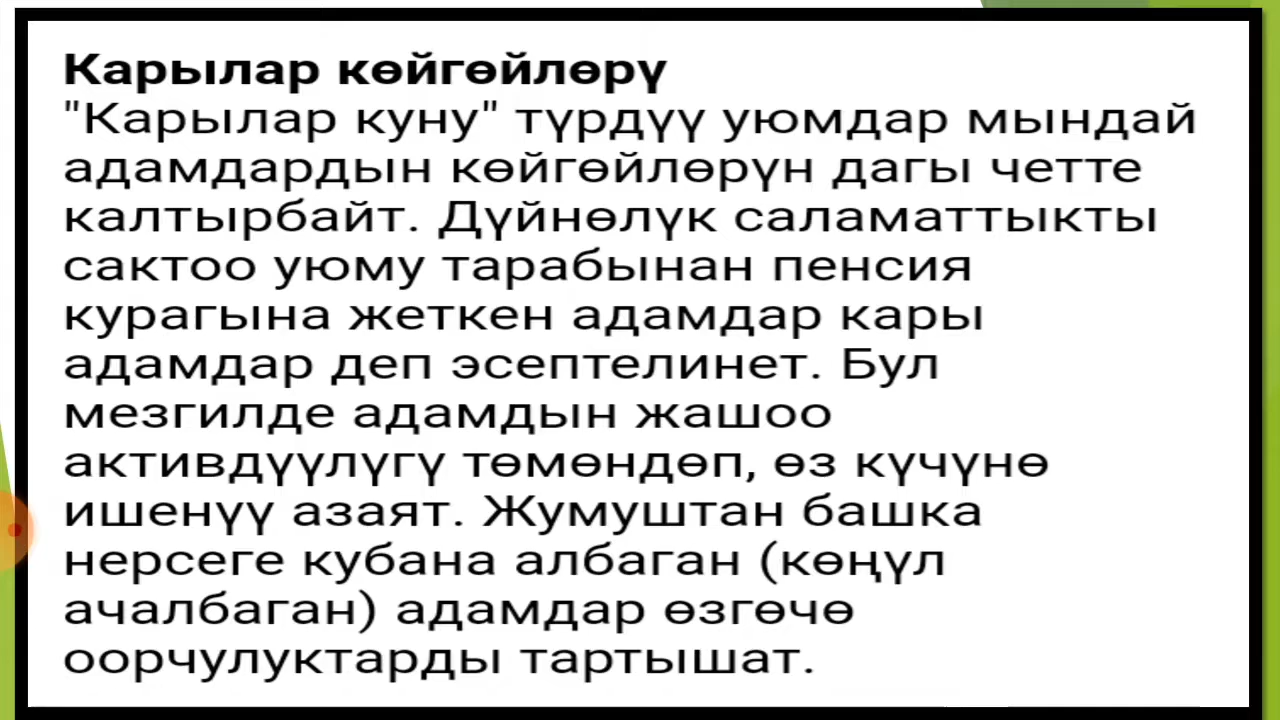 Карылар көйгөйлөрү
"Карылар куну" түрдүү уюмдар мындай
адамдардын көйгөйлөрүн дагы четте
калтырбайт. Дүйнөлүк саламаттыкты
сактоо уюму тарабынан пенсия
курагына жеткен адамдар кары
адамдар деп эсептелинет. Бул
мезгилде адамдын жашоо
активдүүлүгү төмөндөп, өз күчүнө
ишенүү азаят. Жумуштан башка
нерсеге кубана албаган (көңүл
ачалбаган) адамдар өзгөчө
оорчулуктарды тартышат.